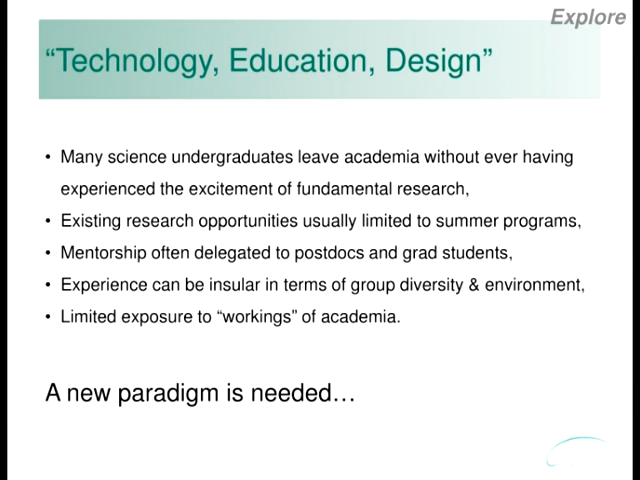 Explore
“Technology, Education, Design”
• Many science undergraduates leave academia without ever having
experienced the excitement of fundamental research,
• Existing research opportunities usually limited to summer programs,
• Mentorship often delegated to postdocs and grad students,
• Experience can be insular in terms of group diversity & environment,
• Limited exposure to “workings” of academia.
A new paradigm is needed…